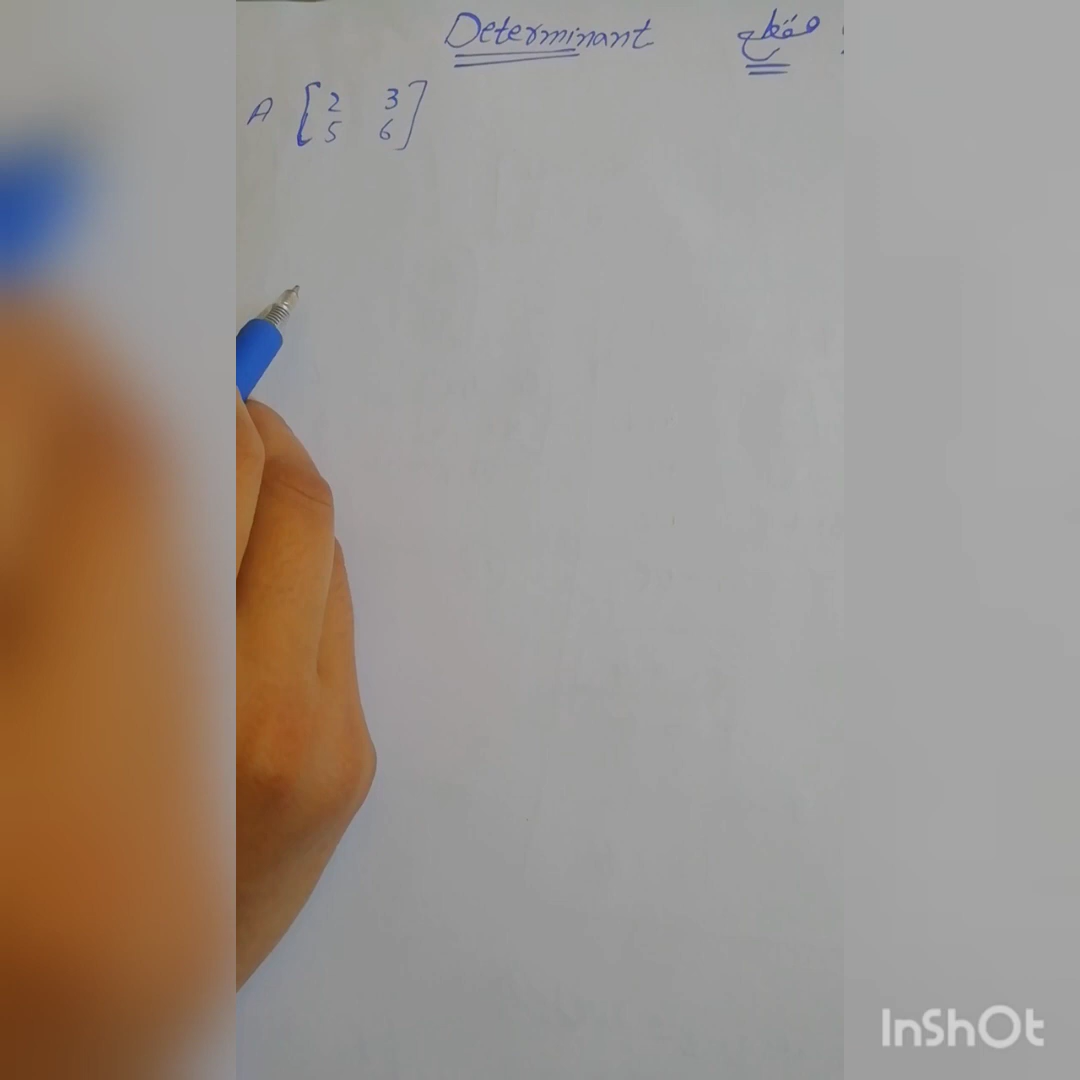 Determinant مقطع
A [2 3
5 6]
InShOt